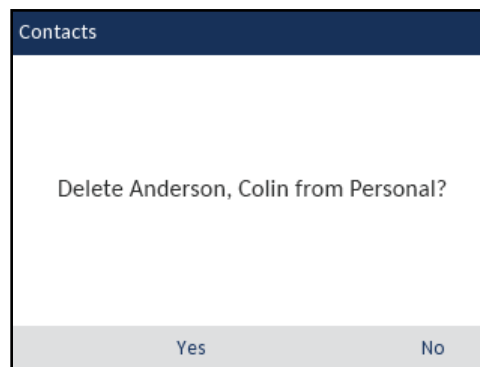 Contacts
Delete Anderson, Colin from Personal?
Yes No